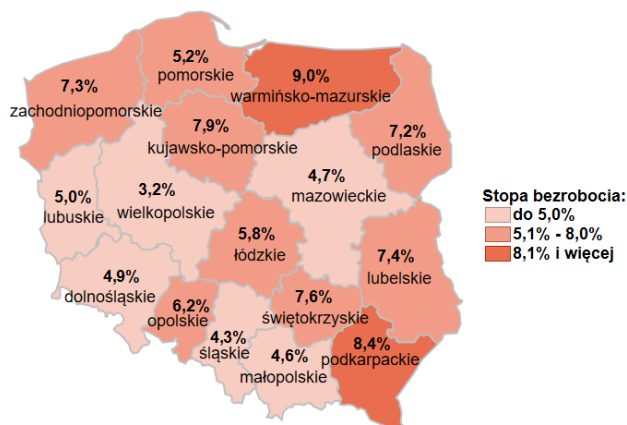 5,2%
pomorskie
7,3%
zachodniopomorskie
9,0%
warmińsko-mazurskie
7,2%
podlaskie
7,9%
kujawsko-pomorskie
4,7%
mazowieckie
5,0%
lubuskie
3,2%
wielkopolskie
5,8%
łódzkie
7,4%
lubelskie
4,9%
dolnośląskie
6,2%
opolskie
7,6%
świętokrzyskie
4,3%
śląskie
4,6%
małopolskie
8,4%
podkarpackie
Stopa bezrobocia:
do 5,0%
5,1% - 8,0%
8,1% i więcej